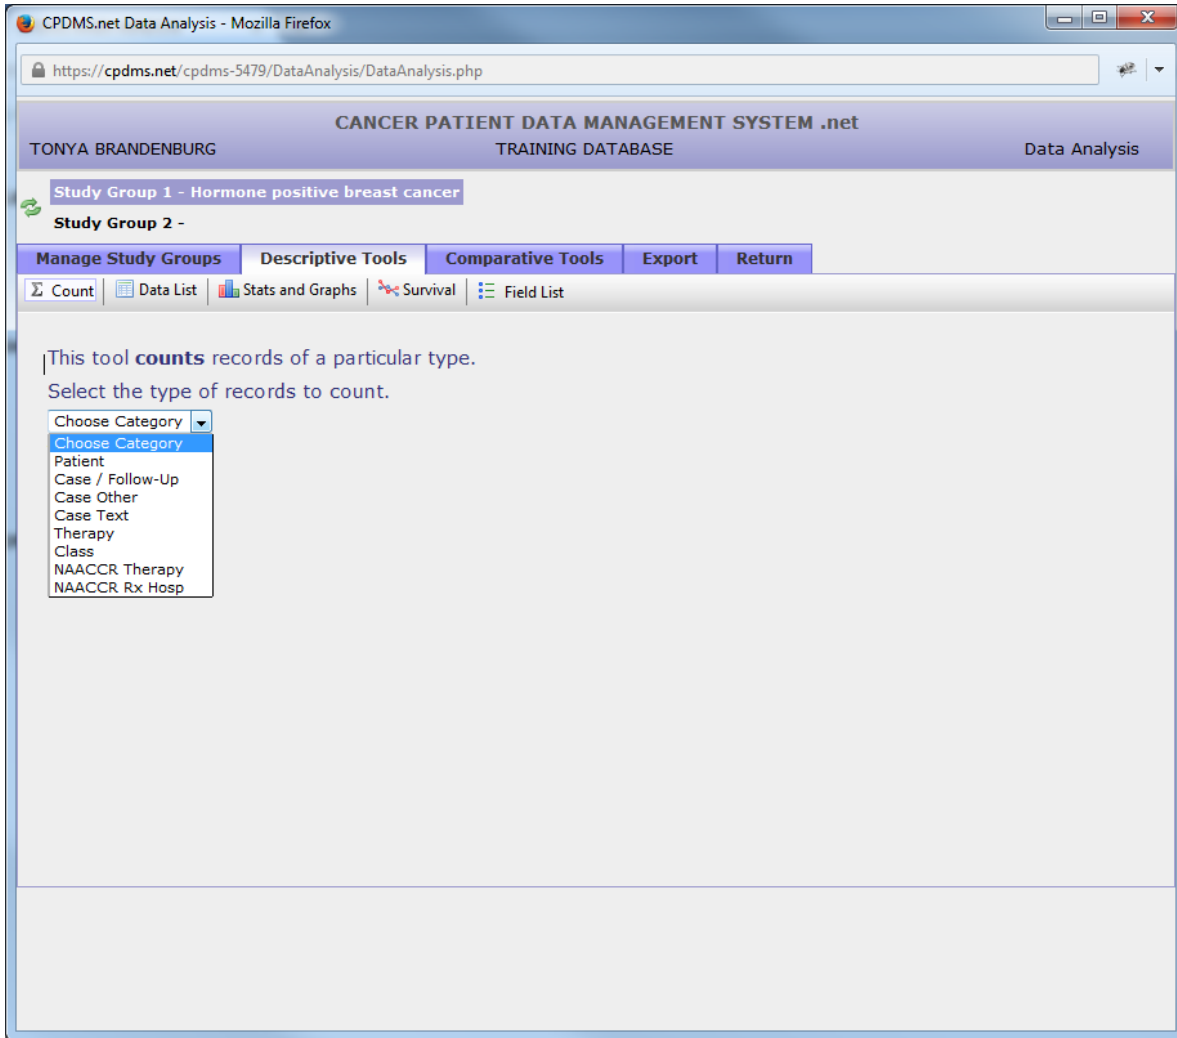 CPDMS.net Data Analysis - Mozilla Firefox
https://cpdms.net/cpdms-5479/DataAnalysis/DataAnalysis.php
CANCER PATIENT DATA MANAGEMENT SYSTEM .net
TONYA BRANDENBURG TRAINING DATABASE Data Analysis
Study Group 1 - Hormone positive breast cancer
Study Group 2 -
Manage Study Groups Descriptive Tools Comparative Tools Export Return
Σ Count Data List Stats and Graphs Survival Field List
This tool counts records of a particular type.
Select the type of records to count.
Choose Category
Choose Category
Patient
Case / Follow-Up
Case Other
Case Text
Therapy
Class
NAACCR Therapy
NAACCR Rx Hosp